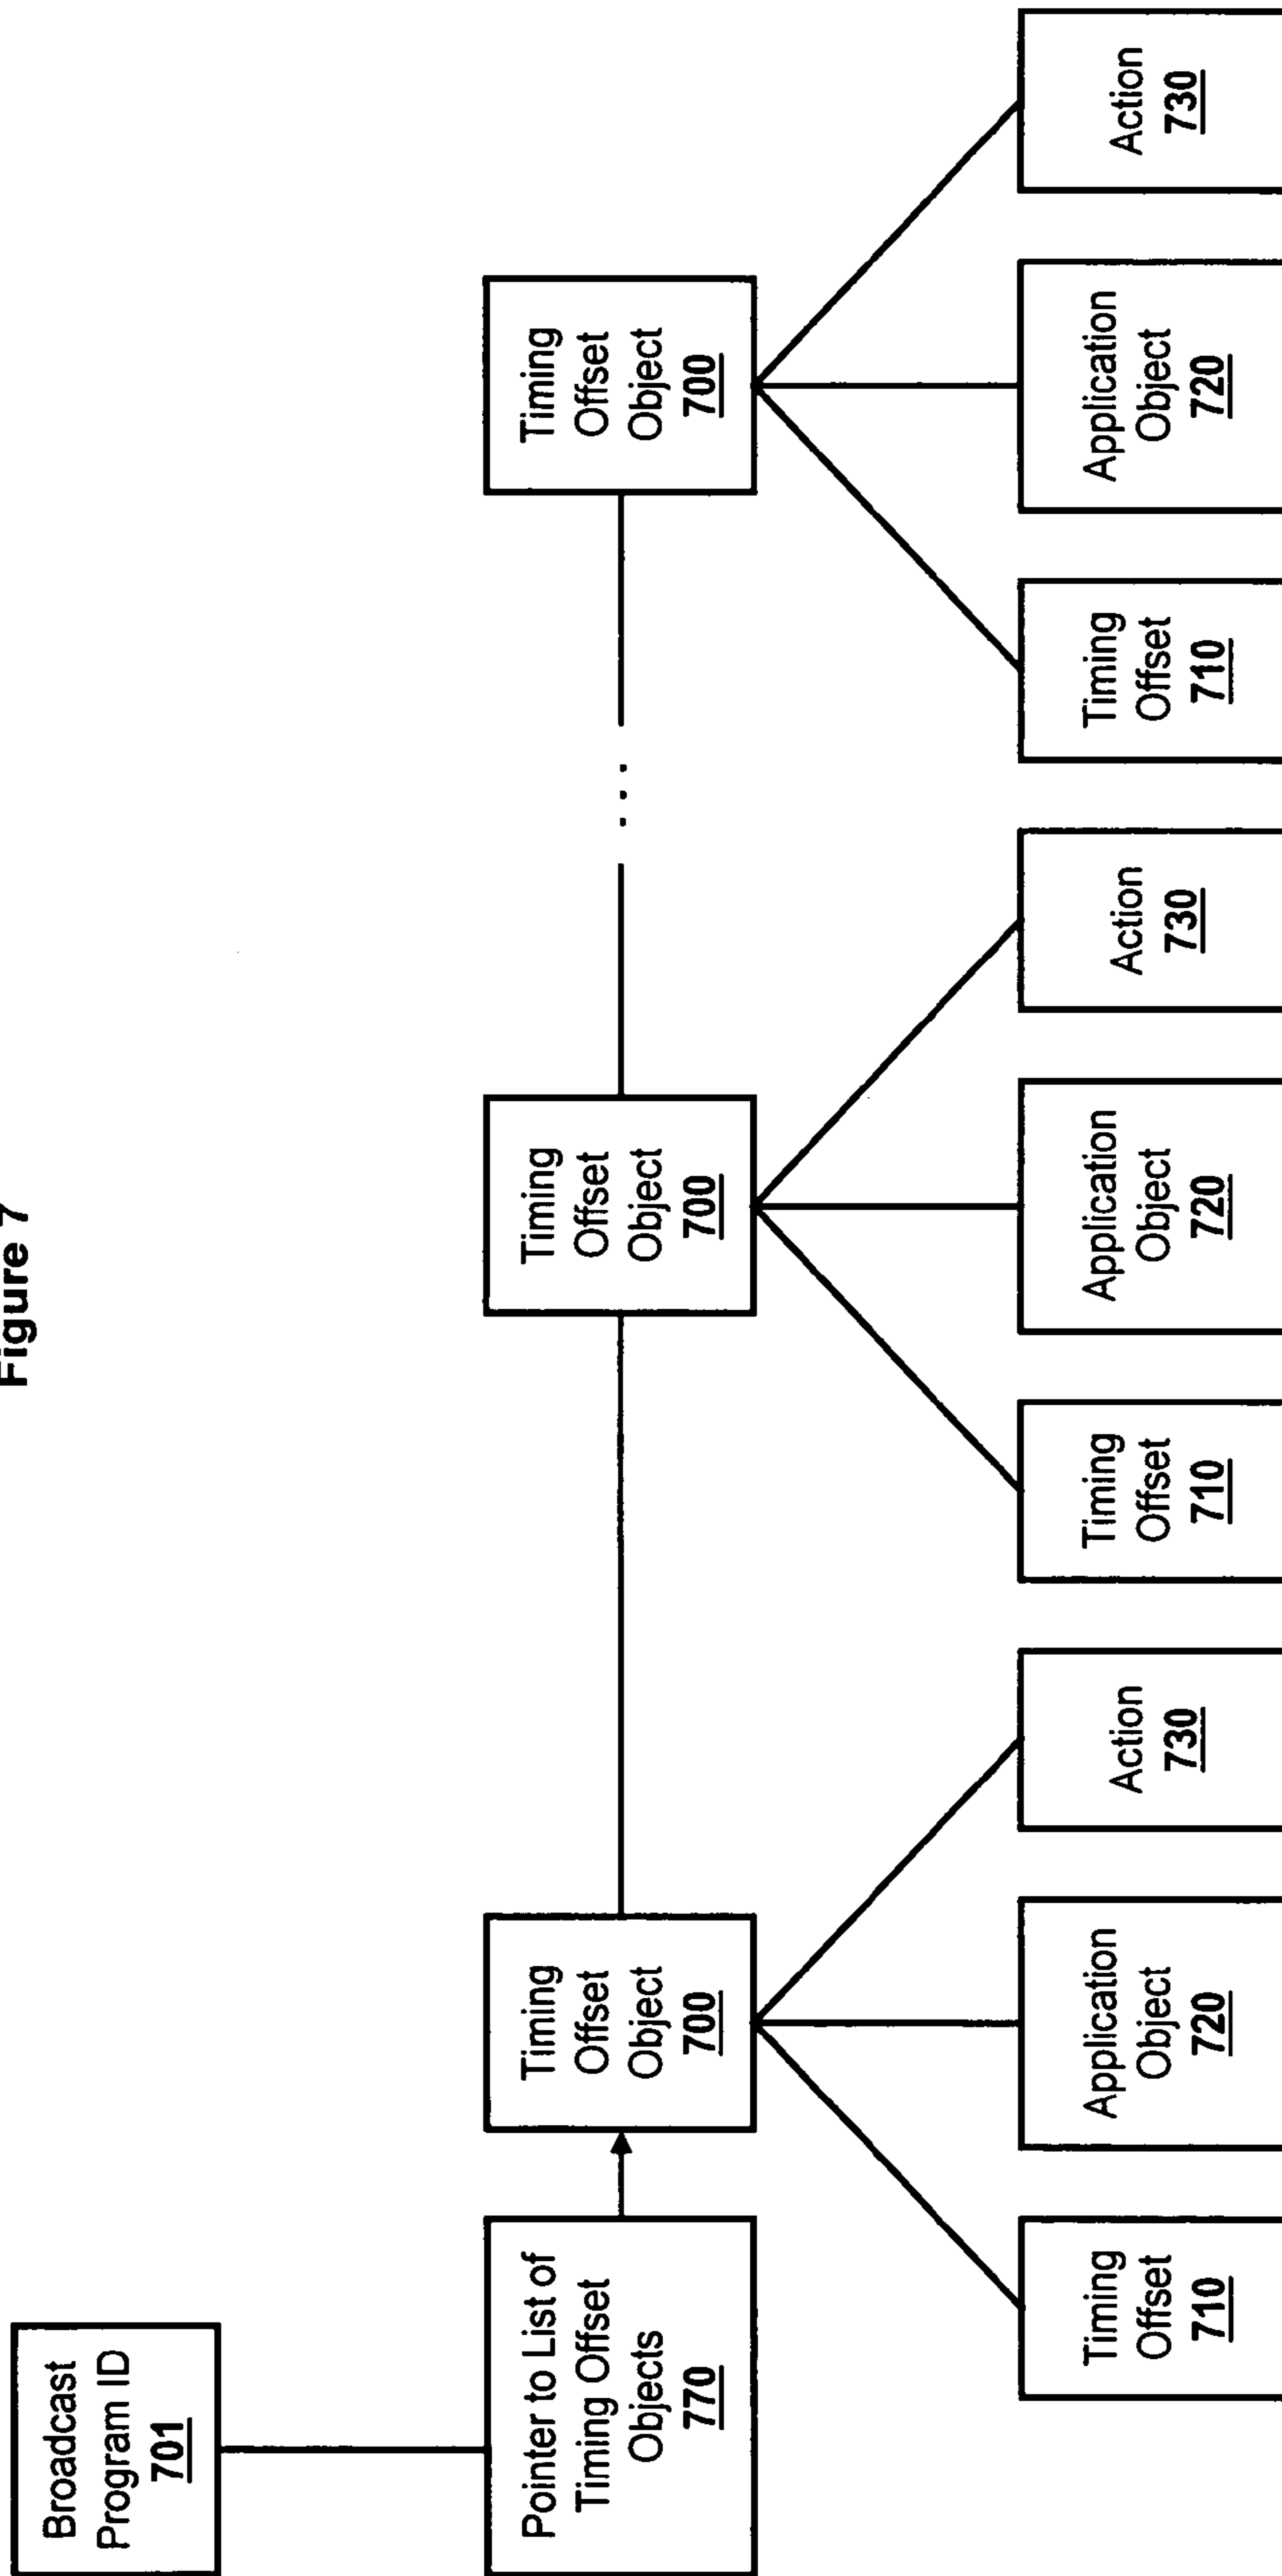 Figure 7
Broadcast
Program ID
701
Pointer to List of
Timing Offset
Objects
770
Timing
Offset
Object
700
Timing
Offset
Object
700
. . .
Timing
Offset
Object
700
Timing
Offset
710
Application
Object
720
Action
730
Timing
Offset
710
Application
Object
720
Action
730
Timing
Offset
710
Application
Object
720
Action
730